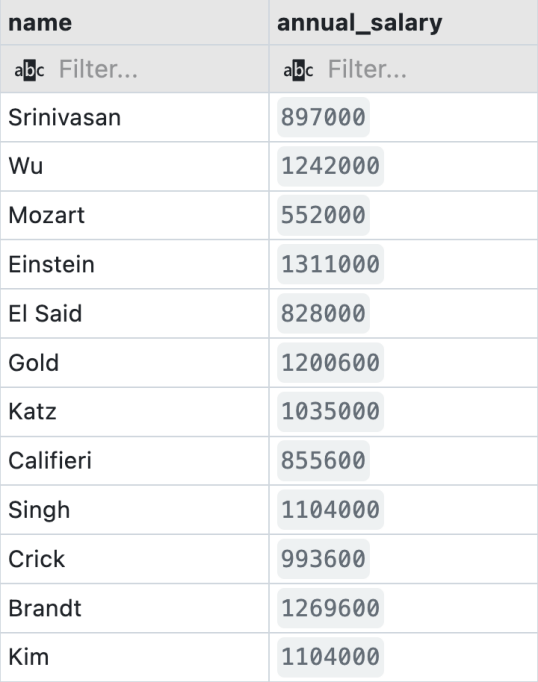 name annual_salary
abc Filter... abc Filter...
Srinivasan 897000
Wu 1242000
Mozart 552000
Einstein 1311000
El Said 828000
Gold 1200600
Katz 1035000
Califieri 855600
Singh 1104000
Crick 993600
Brandt 1269600
Kim 1104000